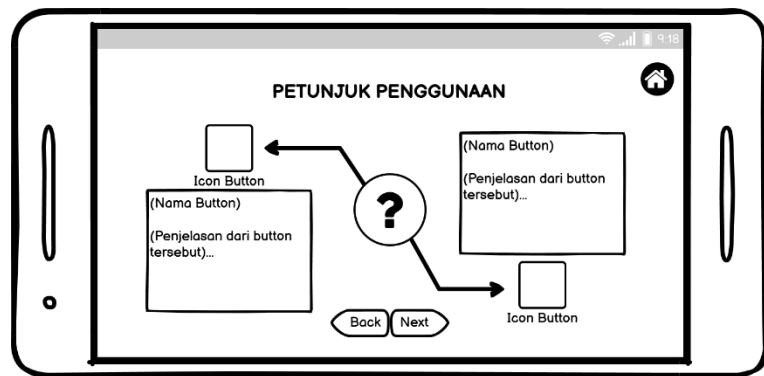 9:18
PETUNJUK PENGGUNAAN
Icon Button
(Nama Button)
(Penjelasan dari button
tersebut)...
?
(Nama Button)
(Penjelasan dari button
tersebut)...
Icon Button
Back Next